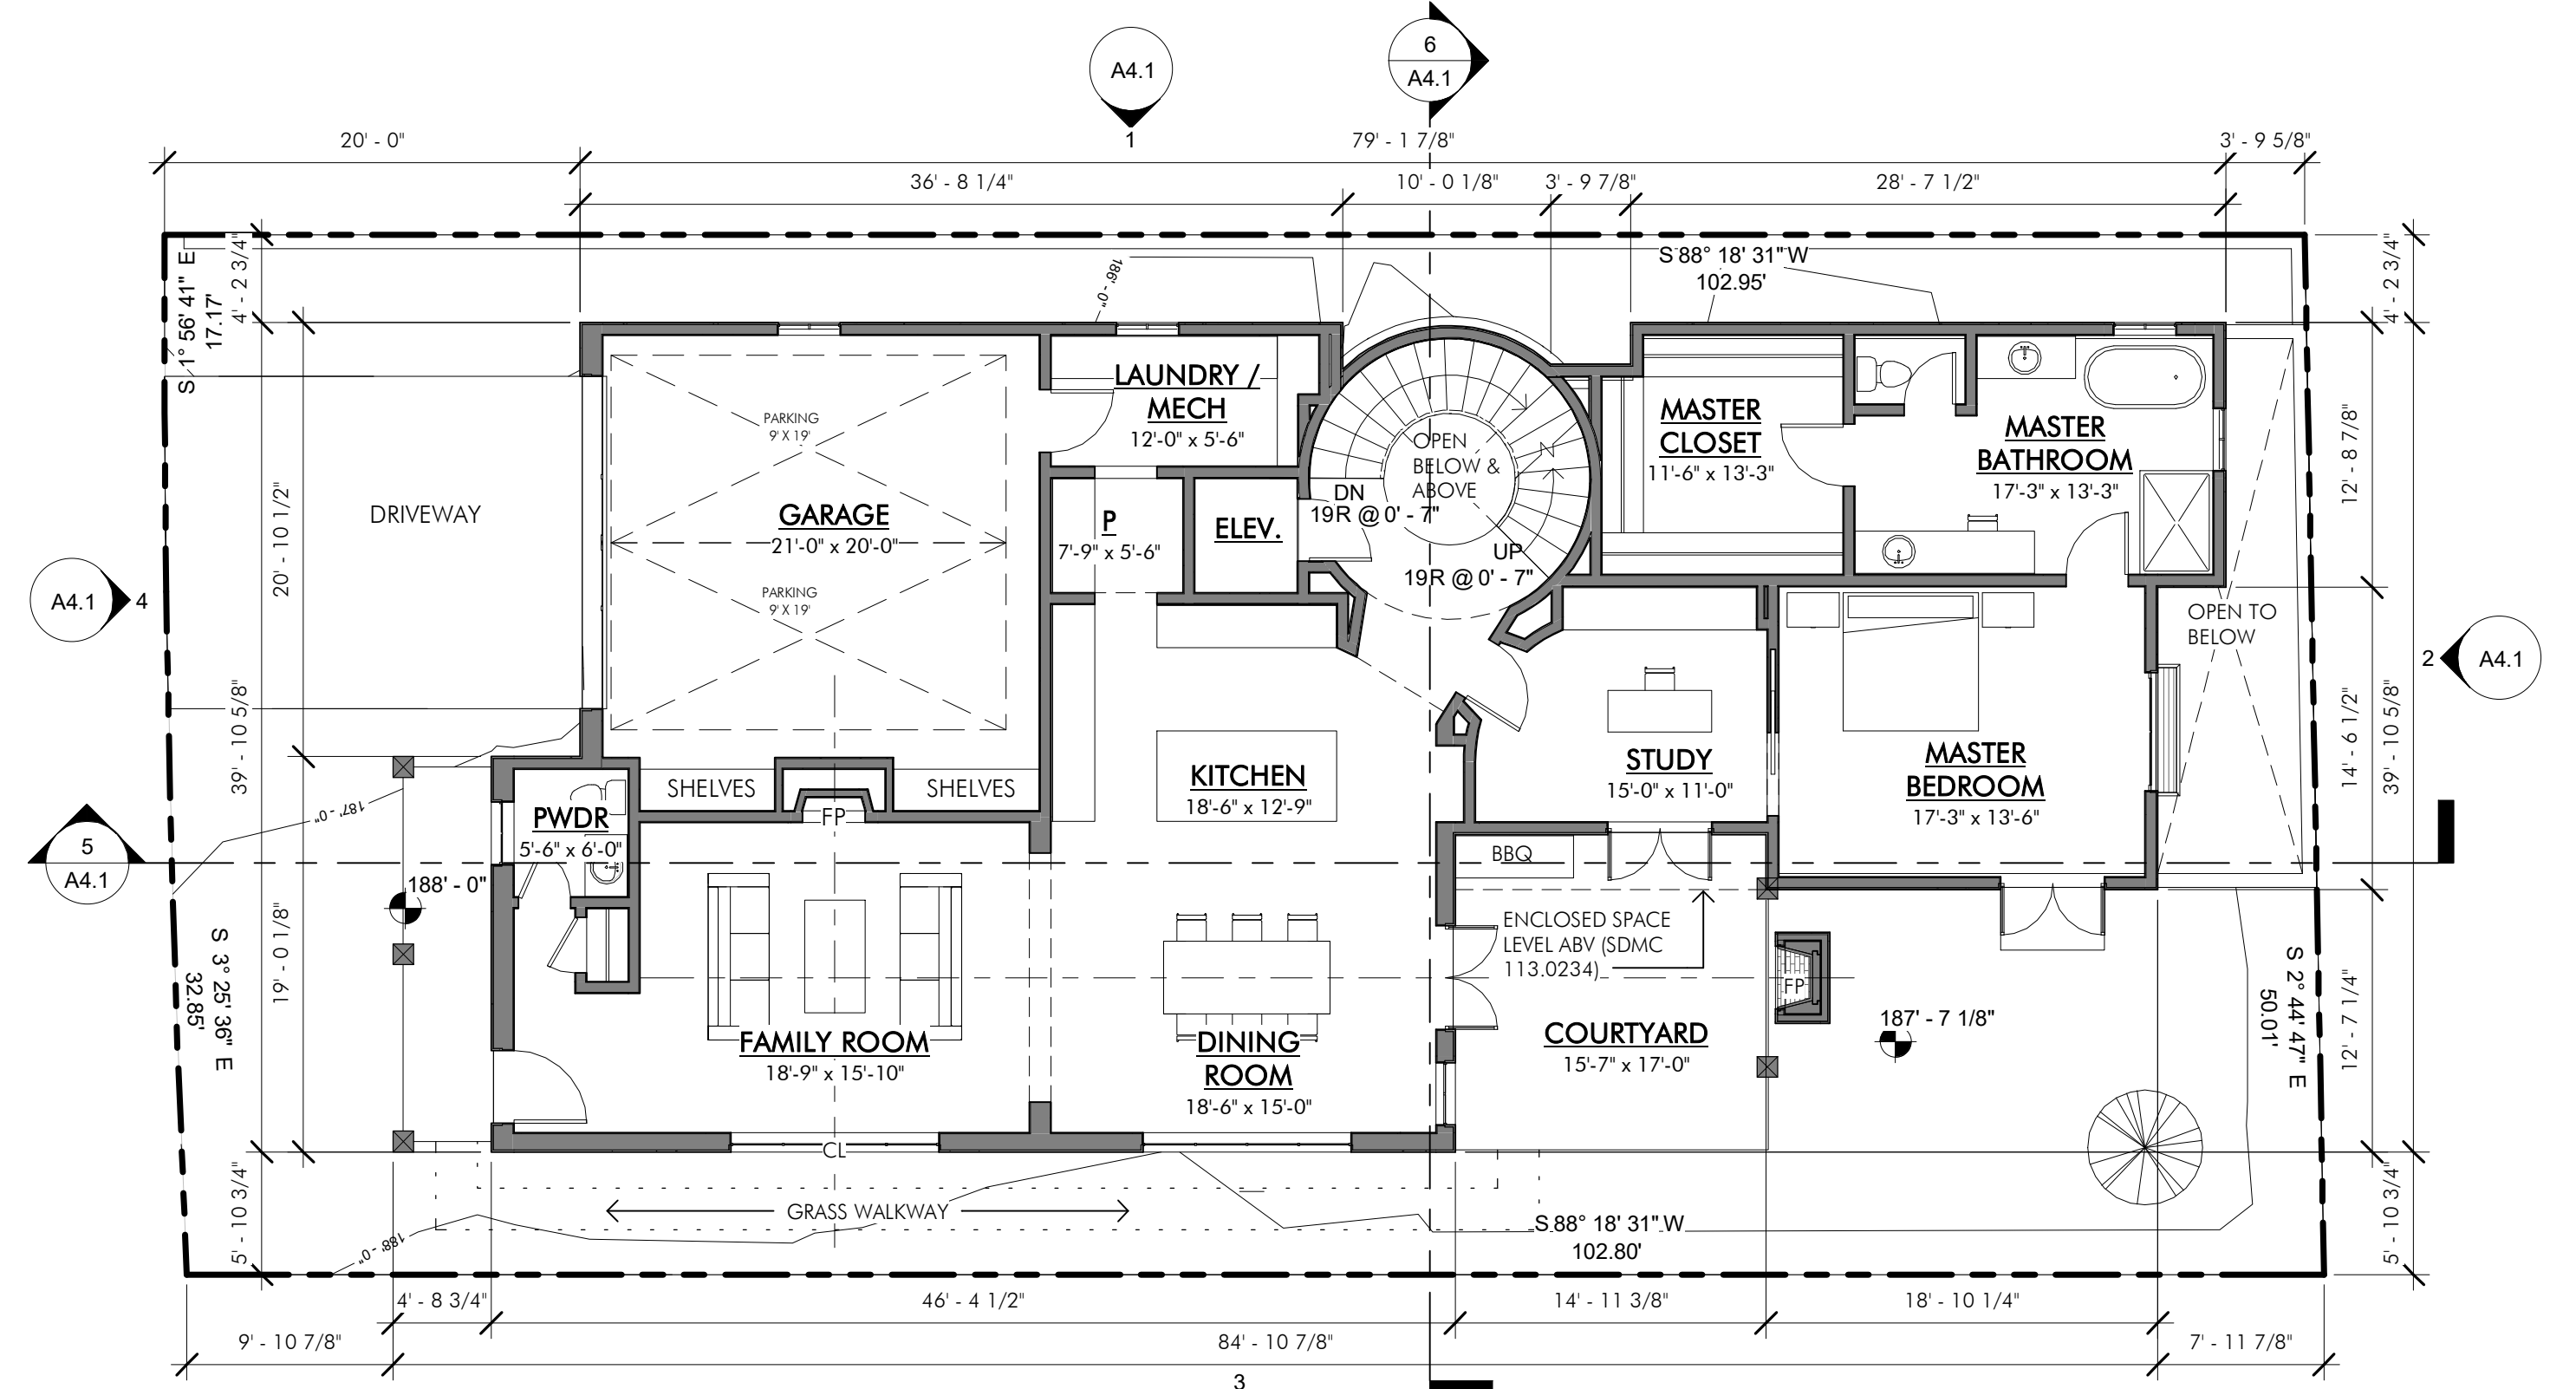 6
A4.1
A4.1
1
20' - 0"
79' - 1 7/8"
3' - 9 5/8"
36' - 8 1/4"
10' - 0 1/8"
3' - 9 7/8"
28' - 7 1/2"
S 88° 18' 31" W
102.95'
S 1° 56' 41" E
17.17'
4' - 2 3/4"
4' - 2 3/4"
186' - 0"
LAUNDRY /
MECH
12'-0" x 5'-6"
PARKING
9' X 19'
OPEN
BELOW &
ABOVE
MASTER
CLOSET
11'-6" x 13'-3"
MASTER
BATHROOM
17'-3" x 13'-3"
12' - 8 7/8"
DRIVEWAY
20' - 10 1/2"
GARAGE
21'-0" x 20'-0"
P
7'-9" x 5'-6"
ELEV.
DN
19R @ 0' - 7"
UP
19R @ 0' - 7"
PARKING
9' X 19'
A4.1
4
OPEN TO
BELOW
2
A4.1
39' - 10 5/8"
14' - 6 1/2"
39' - 10 5/8"
SHELVES
SHELVES
FP
KITCHEN
18'-6" x 12'-9"
STUDY
15'-0" x 11'-0"
MASTER
BEDROOM
17'-3" x 13'-6"
187' - 0"
PWDR
5'-6" x 6'-0"
5
A4.1
BBQ
188' - 0"
ENCLOSED SPACE
LEVEL ABV (SDMC
113.0234)
FP
19' - 0 1/8"
S 3° 25' 36" E
32.85'
S 2° 44' 47" E
50.01'
12' - 7 1/4"
FAMILY ROOM
18'-9" x 15'-10"
DINING
ROOM
18'-6" x 15'-0"
COURTYARD
15'-7" x 17'-0"
187' - 7 1/8"
CL
GRASS WALKWAY
188' - 0"
5' - 10 3/4"
S 88° 18' 31" W
102.80'
5' - 10 3/4"
4' - 8 3/4"
46' - 4 1/2"
14' - 11 3/8"
18' - 10 1/4"
9' - 10 7/8"
84' - 10 7/8"
7' - 11 7/8"
3